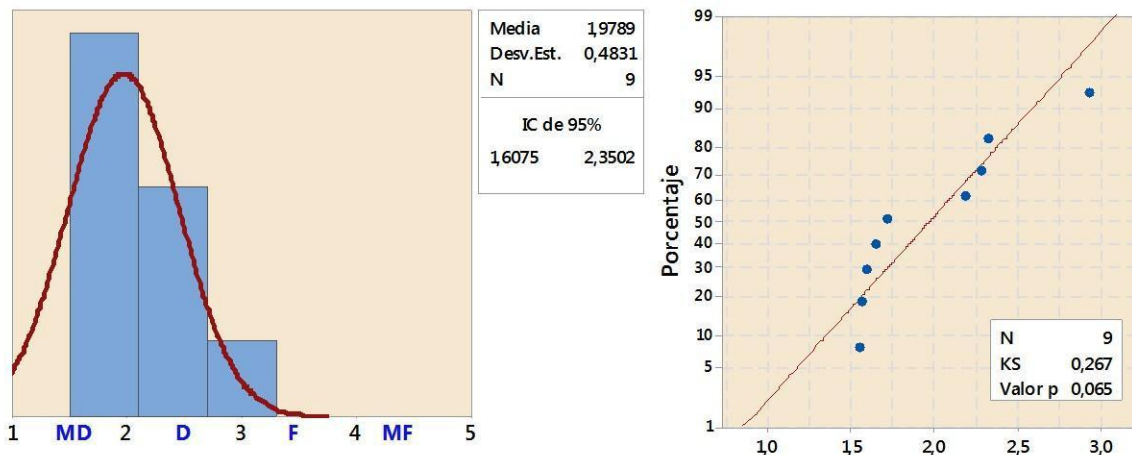 Media 1,9789
Desv.Est. 0,4831
N 9
IC de 95%
1,6075 2,3502
1 MD 2 D 3 F 4 MF 5
Porcentaje
99
95
90
80
70
60
50
40
30
20
10
5
1
N 9
KS 0,267
Valor p 0,065
1,0 1,5 2,0 2,5 3,0